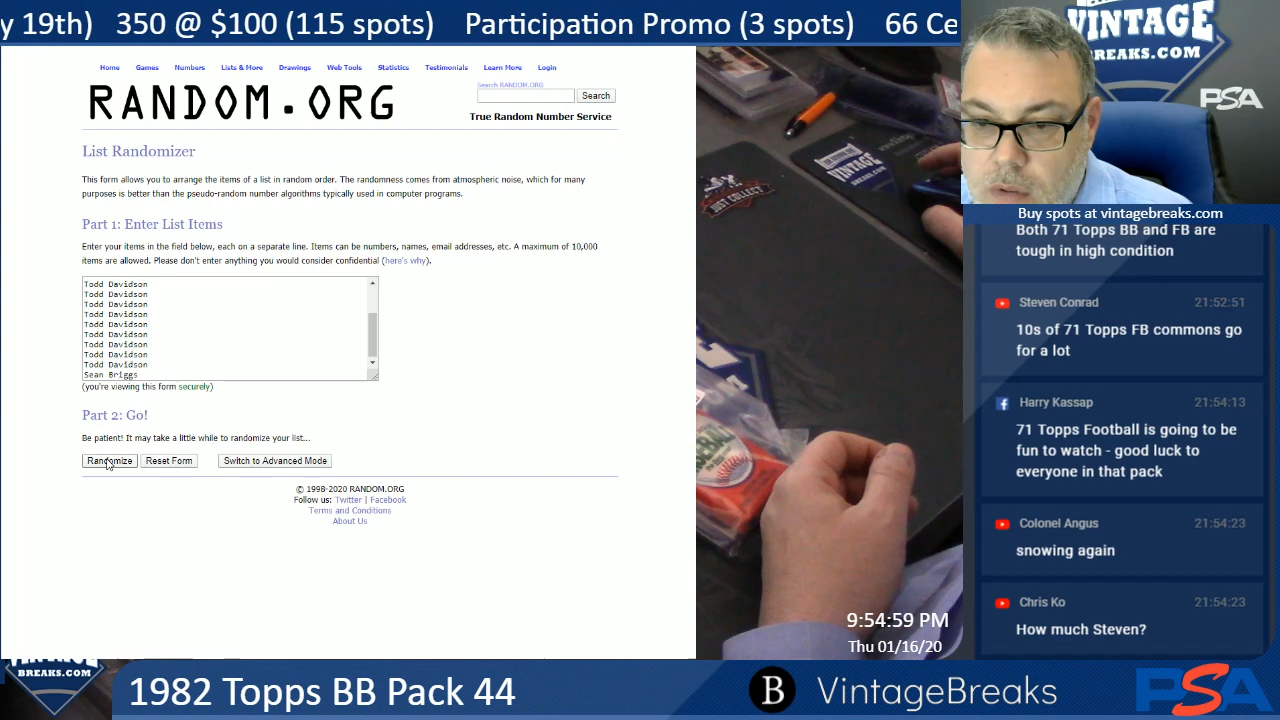 y 19th)    350 @ $100 (115 spots)    Participation Promo (3 spots)    66 Ce
VINTAGE
BREAKS.COM
PSA
Home Games Numbers Lists & More Drawings Web Tools Statistics Testimonials Learn More Login
RANDOM.ORG
Search RANDOM.ORG
Search
True Random Number Service
List Randomizer
This form allows you to arrange the items of a list in random order. The randomness comes from atmospheric noise, which for many
purposes is better than the pseudo-random number algorithms typically used in computer programs.
Part 1: Enter List Items
Enter your items in the field below, each on a separate line. Items can be numbers, names, email addresses, etc. A maximum of 10,000
items are allowed. Please don't enter anything you would consider confidential (here's why).
Todd Davidson
Todd Davidson
Todd Davidson
Todd Davidson
Todd Davidson
Todd Davidson
Todd Davidson
Todd Davidson
Todd Davidson
Sean Briggs
(you're viewing this form securely)
Part 2: Go!
Be patient! It may take a little while to randomize your list...
Randomize Reset Form Switch to Advanced Mode
© 1998-2020 RANDOM.ORG
Follow us: Twitter | Facebook
Terms and Conditions
About Us
VINTAGE
JUST COLLECT
9:54:59 PM
Thu 01/16/20
Buy spots at vintagebreaks.com
Both 71 Topps BB and FB are
tough in high condition
Steven Conrad 21:52:51
10s of 71 Topps FB commons go
for a lot
Harry Kassap 21:54:13
71 Topps Football is going to be
fun to watch - good luck to
everyone in that pack
Colonel Angus 21:54:23
snowing again
Chris Ko 21:54:23
How much Steven?
VINTAGE
BREAKS.COM
1982 Topps BB Pack 44
B VintageBreaks
PSA